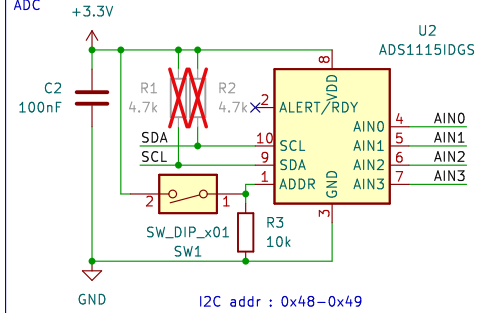 ADC
+3.3V
U2
ADS1115IDGS
C2
100nF
R1
4.7k
R2
4.7k
8
VDD
2
ALERT/RDY
4
AIN0
AIN0
SDA
10
SCL
5
AIN1
AIN1
SCL
9
SDA
6
AIN2
AIN2
1
ADDR
7
AIN3
AIN3
GND
3
2
1
SW_DIP_x01
SW1
R3
10k
GND
I2C addr : 0x48-0x49